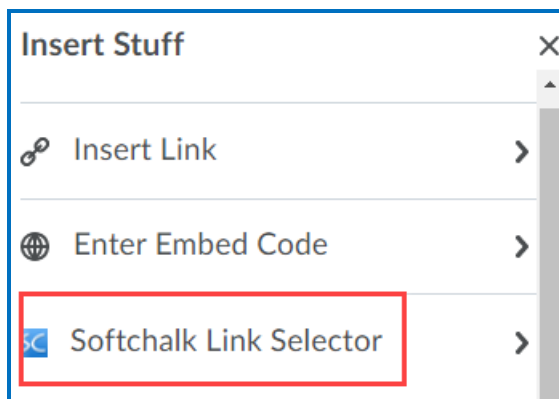 Insert Stuff
Insert Link
Enter Embed Code
SC Softchalk Link Selector